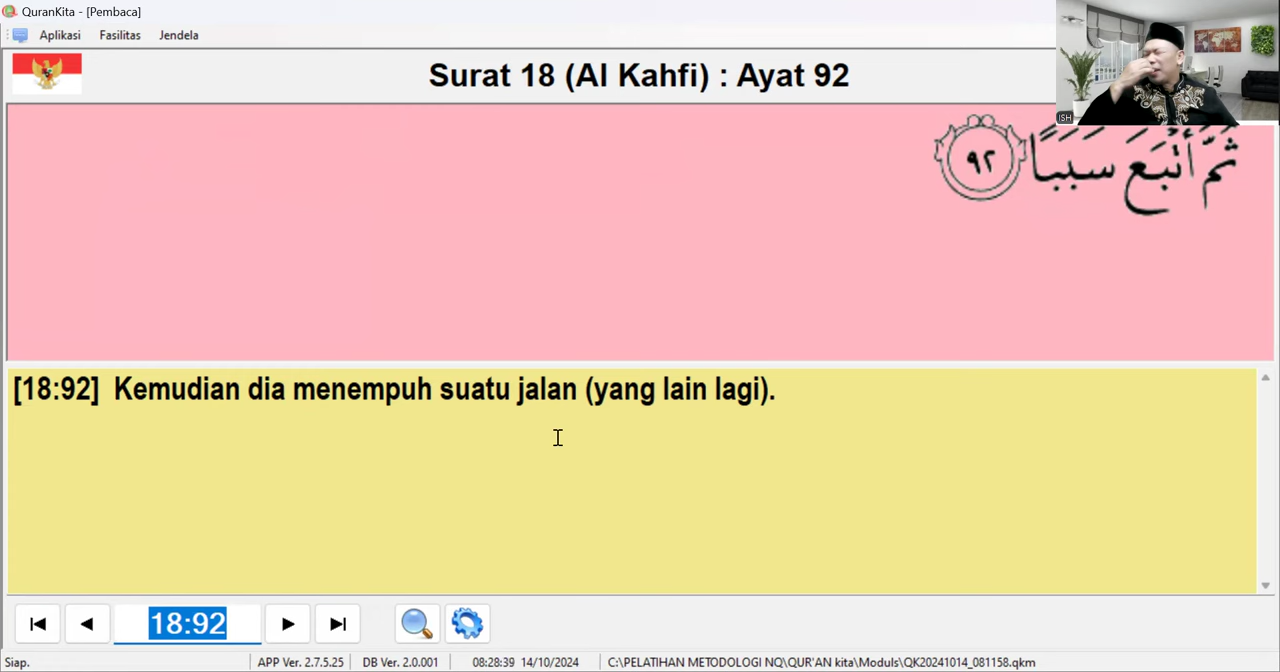 QuranKita - [Pembaca]
Aplikasi Fasilitas Jendela
Surat 18 (Al Kahfi) : Ayat 92
ISH
ثُمَّ أَتْبَعَ سَبَبًا ٩٢
[18:92] Kemudian dia menempuh suatu jalan (yang lain lagi).
18:92
Siap. APP Ver. 2.7.5.25 DB Ver. 2.0.001 08:28:39 14/10/2024 C:\PELATIHAN METODOLOGI NQ\QUR'AN kita\Moduls\QK20241014_081158.qkm